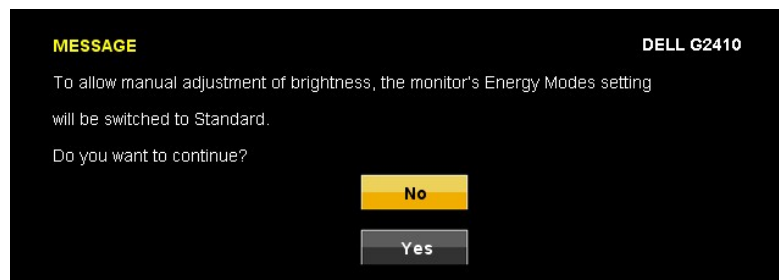 MESSAGE DELL G2410
To allow manual adjustment of brightness, the monitor's Energy Modes setting
will be switched to Standard.
Do you want to continue?
No
Yes